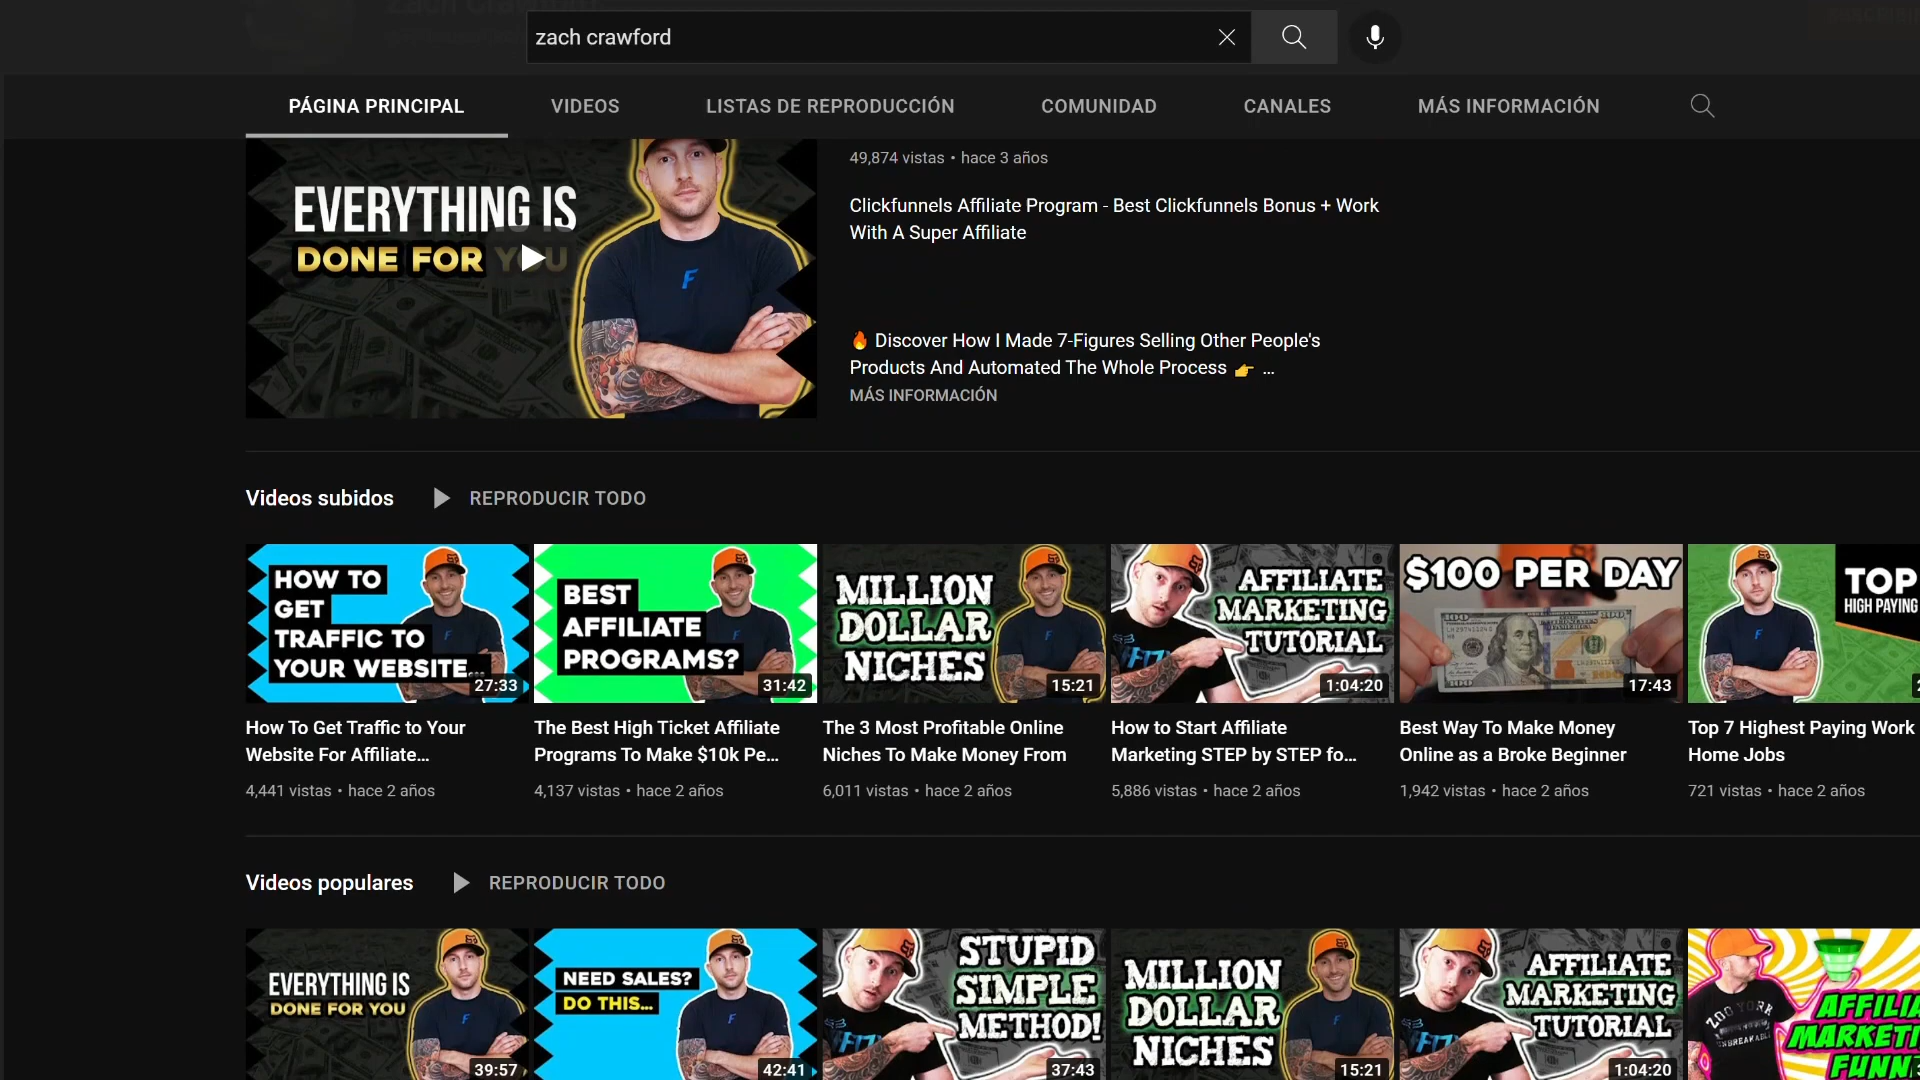 zach crawford
PÁGINA PRINCIPAL
VIDEOS
LISTAS DE REPRODUCCIÓN
COMUNIDAD
CANALES
MÁS INFORMACIÓN
EVERYTHING IS
DONE FOR YOU
F
49,874 vistas • hace 3 años
Clickfunnels Affiliate Program - Best Clickfunnels Bonus + Work
With A Super Affiliate
🔥 Discover How I Made 7-Figures Selling Other People's
Products And Automated The Whole Process 👉 ...
MÁS INFORMACIÓN
Videos subidos
REPRODUCIR TODO
HOW TO
GET
TRAFFIC TO
YOUR WEBSITE...
27:33
How To Get Traffic to Your
Website For Affiliate...
4,441 vistas • hace 2 años
BEST
AFFILIATE
PROGRAMS?
31:42
The Best High Ticket Affiliate
Programs To Make $10k Pe...
4,137 vistas • hace 2 años
MILLION
DOLLAR
NICHES
15:21
The 3 Most Profitable Online
Niches To Make Money From
6,011 vistas • hace 2 años
AFFILIATE
MARKETING
TUTORIAL
1:04:20
How to Start Affiliate
Marketing STEP by STEP fo...
5,886 vistas • hace 2 años
$100 PER DAY
17:43
Best Way To Make Money
Online as a Broke Beginner
1,942 vistas • hace 2 años
TOP
HIGH PAYING
Top 7 Highest Paying Work
Home Jobs
721 vistas • hace 2 años
Videos populares
REPRODUCIR TODO
EVERYTHING IS
DONE FOR YOU
39:57
NEED SALES?
DO THIS...
42:41
STUPID
SIMPLE
METHOD!
37:43
MILLION
DOLLAR
NICHES
15:21
AFFILIATE
MARKETING
TUTORIAL
1:04:20
ZOO YORK
UNBREAKABLE
AFFILIA
MARKETI
FUNN